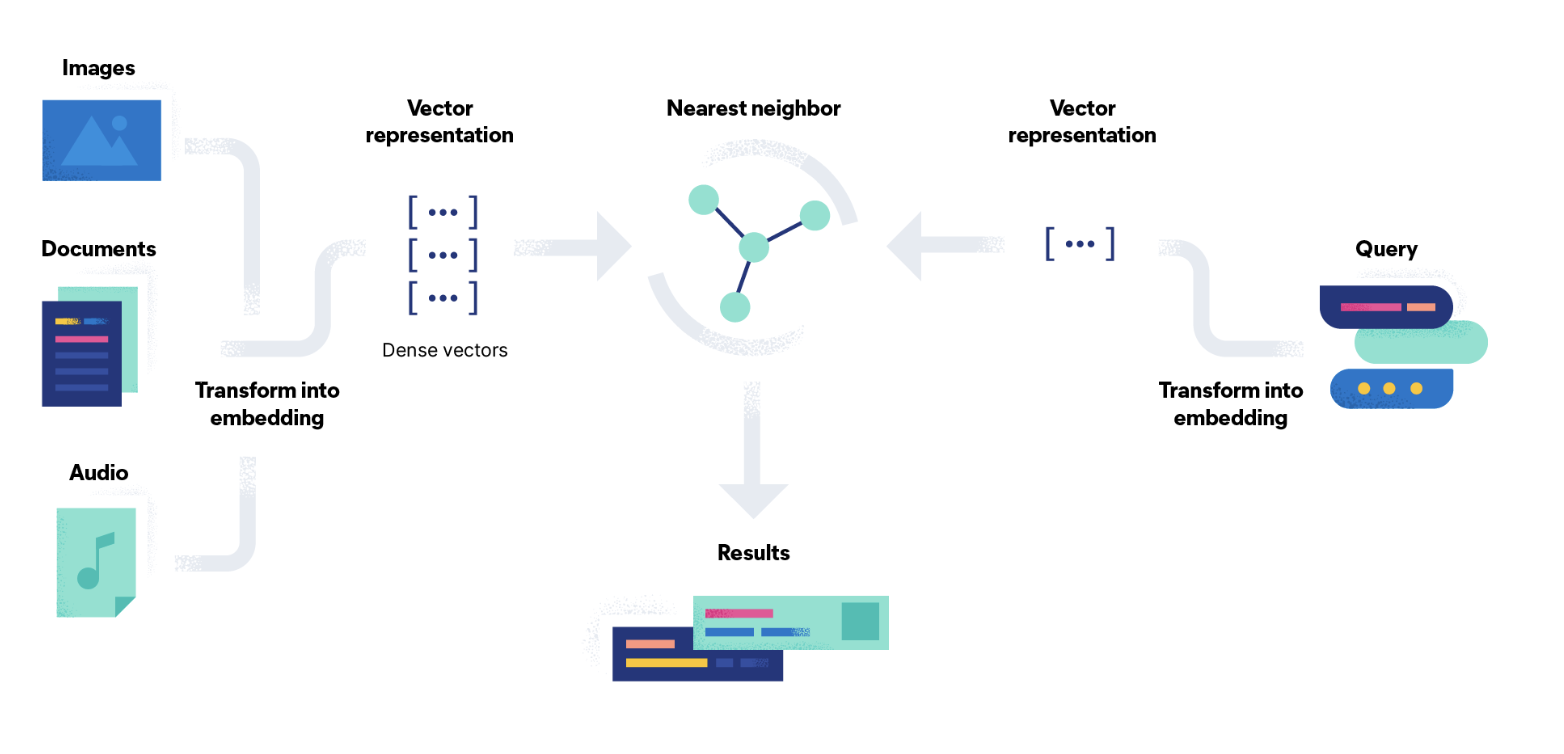 Images
Documents
Audio
Transform into
embedding
Vector
representation
[•••]
[•••]
[•••]
Dense vectors
Nearest neighbor
Results
Vector
representation
[•••]
Transform into
embedding
Query